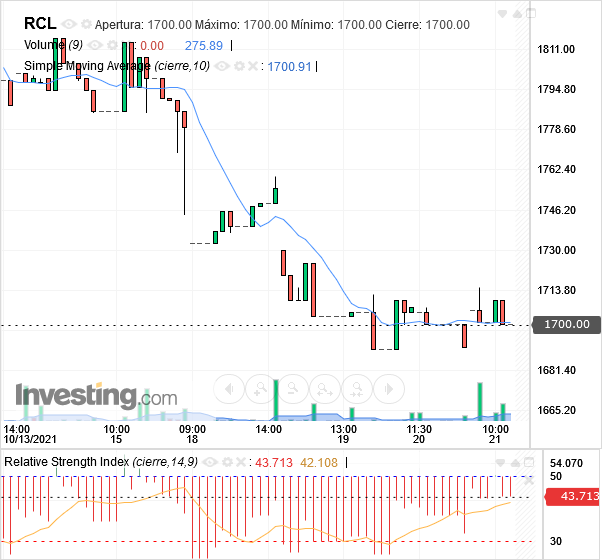 RCL Apertura: 1700.00 Máximo: 1700.00 Mínimo: 1700.00 Cierre: 1700.00
Volume (9) : 0.00 275.89
Simple Moving Average (cierre,10) : 1700.91
1811.00
1794.80
1778.60
1762.40
1746.20
1730.00
1713.80
1700.00
1681.40
1665.20
Investing.com
14:00 10:00 09:00 14:00 13:00 11:30 10:00
10/13/2021 15 18 19 20 21
Relative Strength Index (cierre,14,9) : 43.713 42.108
54.070
50
43.713
30